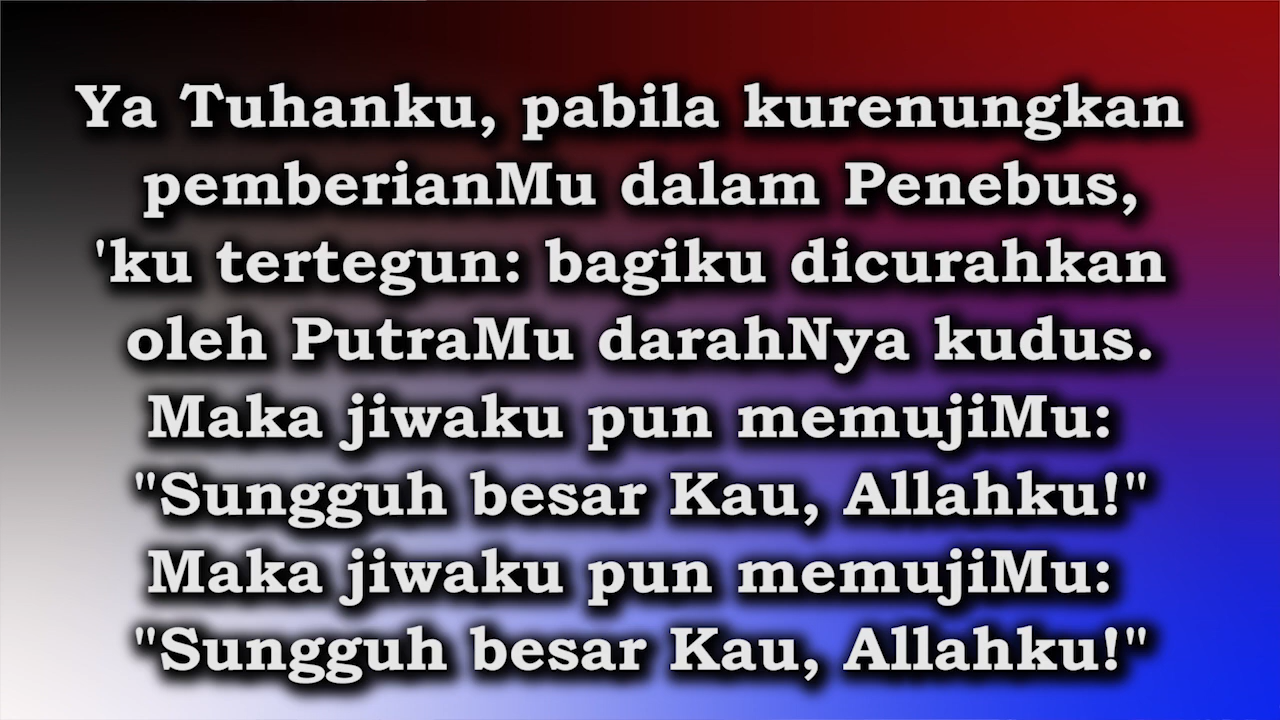 Ya Tuhanku, pabila kurenungkan
pemberianMu dalam Penebus,
'ku tertegun: bagiku dicurahkan
oleh PutraMu darahNya kudus.
Maka jiwaku pun memujiMu:
"Sungguh besar Kau, Allahku!"
Maka jiwaku pun memujiMu:
"Sungguh besar Kau, Allahku!"